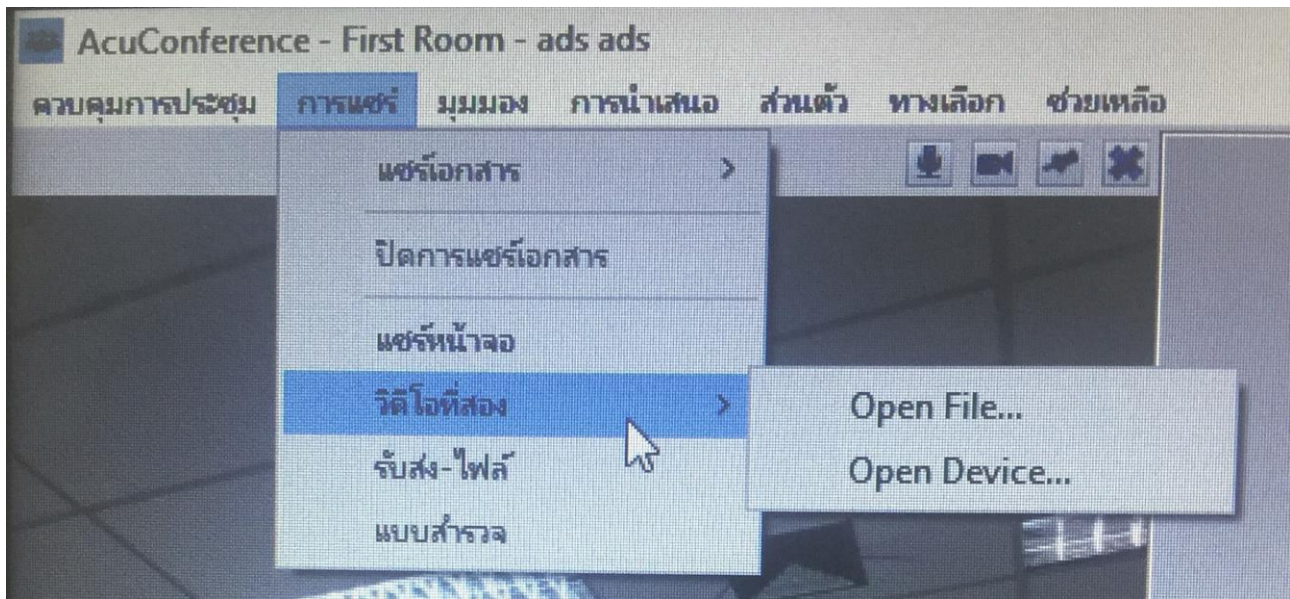 AcuConference - First Room - ads ads
ควบคุมการประชุม การแชร์ มุมมอง การนำเสนอ ส่วนตัว ทางเลือก ช่วยเหลือ
แชร์เอกสาร
ปิดการแชร์เอกสาร
แชร์หน้าจอ
วิดีโอที่สอง
Open File...
รับส่ง-ไฟล์
Open Device...
แบบสำรวจ